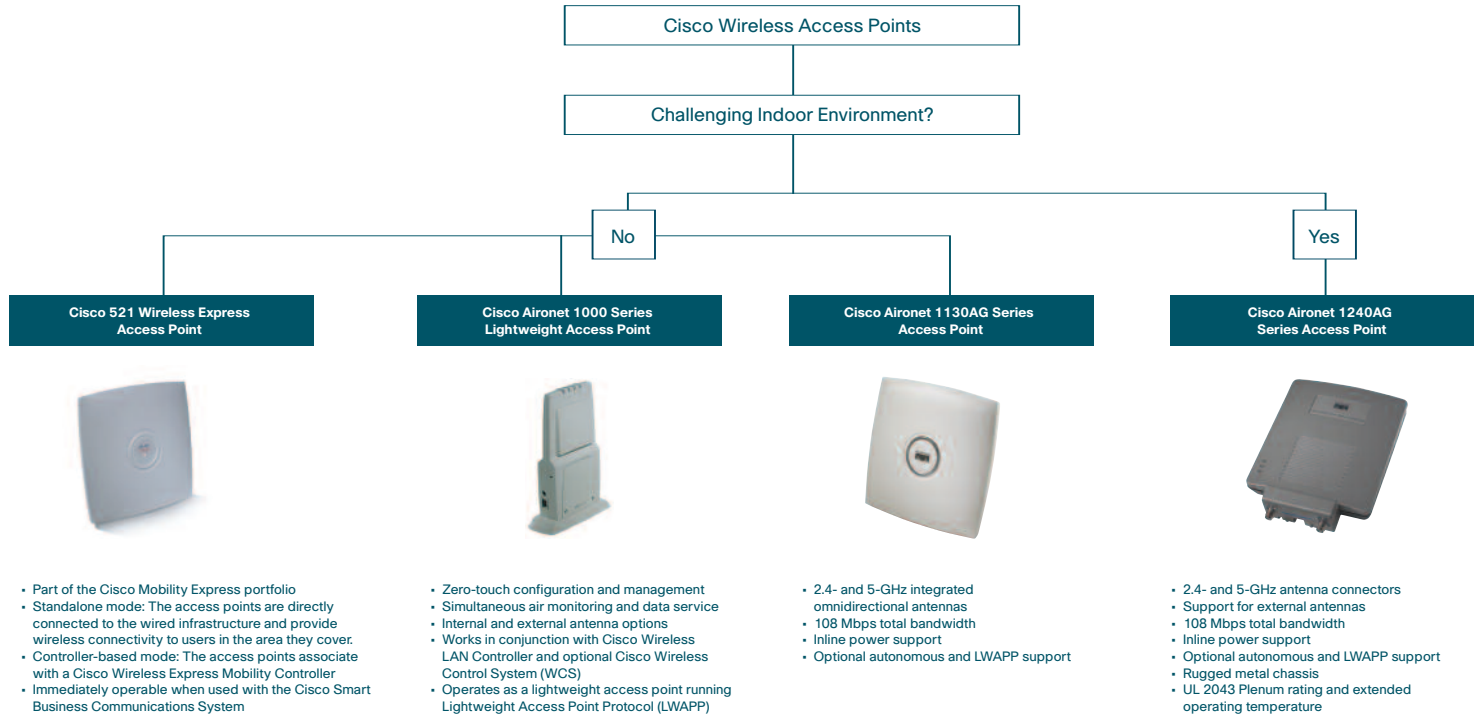 Cisco Wireless Access Points
Challenging Indoor Environment?
No
Yes
Cisco 521 Wireless Express
Access Point
Cisco Aironet 1000 Series
Lightweight Access Point
Cisco Aironet 1130AG Series
Access Point
Cisco Aironet 1240AG
Series Access Point
▪ Part of the Cisco Mobility Express portfolio
▪ Standalone mode: The access points are directly
connected to the wired infrastructure and provide
wireless connectivity to users in the area they cover.
▪ Controller-based mode: The access points associate
with a Cisco Wireless Express Mobility Controller
▪ Immediately operable when used with the Cisco Smart
Business Communications System
▪ Zero-touch configuration and management
▪ Simultaneous air monitoring and data service
▪ Internal and external antenna options
▪ Works in conjunction with Cisco Wireless
LAN Controller and optional Cisco Wireless
Control System (WCS)
▪ Operates as a lightweight access point running
Lightweight Access Point Protocol (LWAPP)
▪ 2.4- and 5-GHz integrated
omnidirectional antennas
▪ 108 Mbps total bandwidth
▪ Inline power support
▪ Optional autonomous and LWAPP support
▪ 2.4- and 5-GHz antenna connectors
▪ Support for external antennas
▪ 108 Mbps total bandwidth
▪ Inline power support
▪ Optional autonomous and LWAPP support
▪ Rugged metal chassis
▪ UL 2043 Plenum rating and extended
operating temperature